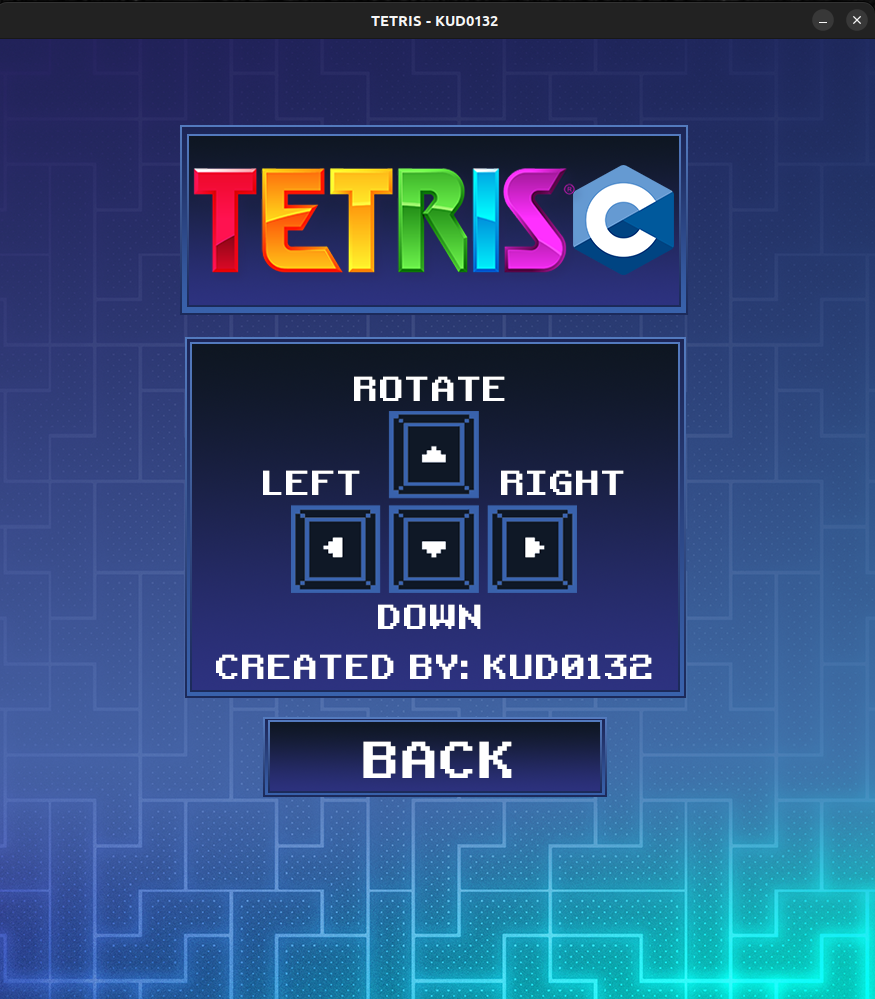 TETRIS - KUD0132
TETRIS® C
ROTATE
LEFT RIGHT
DOWN
CREATED BY: KUD0132
BACK